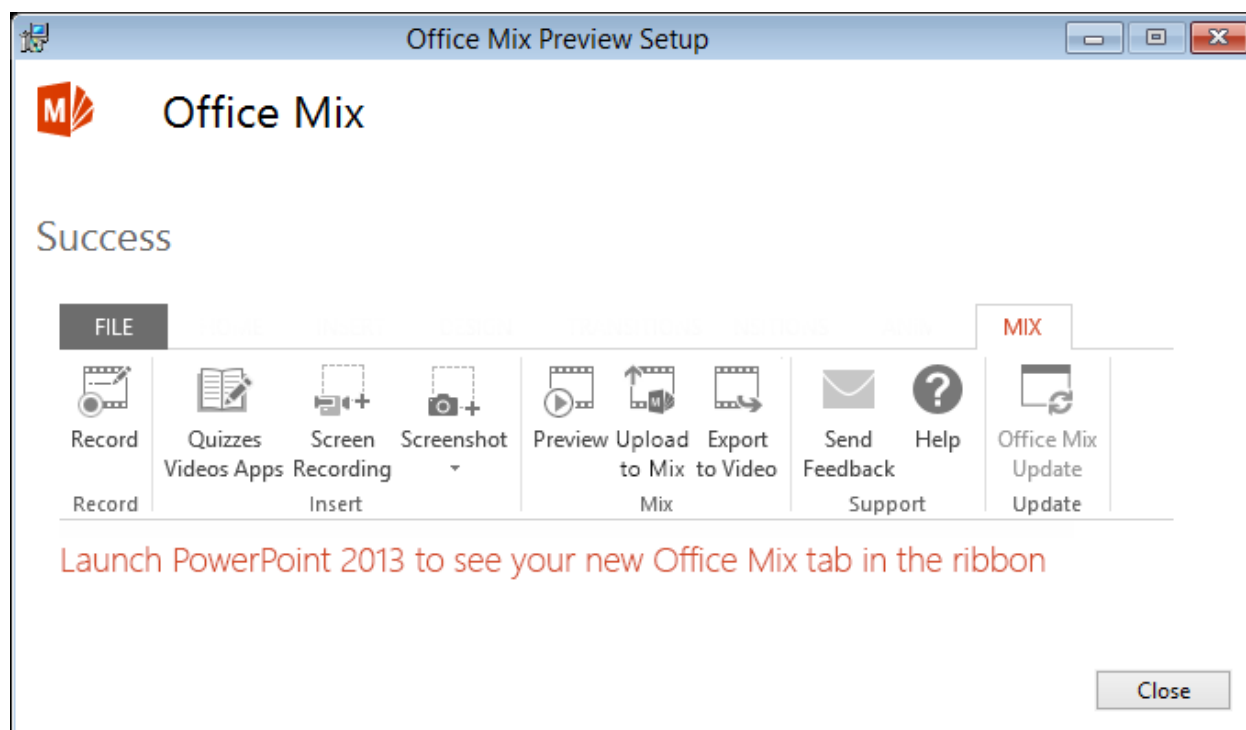 Office Mix Preview Setup
M
Office Mix
Success
FILE
MIX
Record
Quizzes
Videos Apps
Screen
Recording
Screenshot
Preview
Upload
to Mix
Export
to Video
Send
Feedback
Help
Office Mix
Update
Record
Insert
Mix
Support
Update
Launch PowerPoint 2013 to see your new Office Mix tab in the ribbon
Close